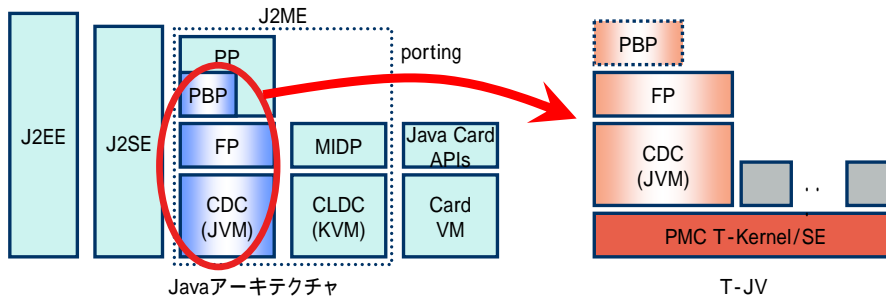 J2ME
porting
PP
PBP
J2EE
J2SE
FP
MIDP
Java Card
APIs
CDC
(JVM)
CLDC
(KVM)
Card
VM
Javaアーキテクチャ
PBP
FP
CDC
(JVM)
..
PMC T-Kernel/SE
T-JV